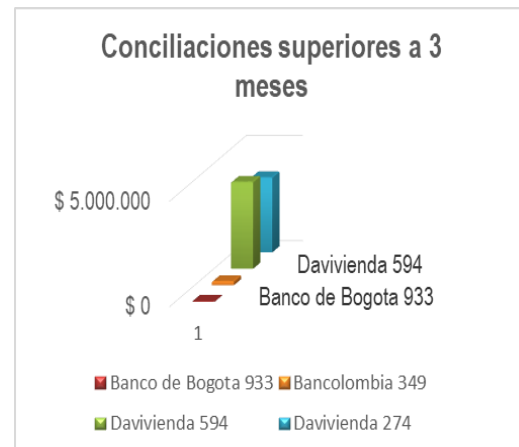 Conciliaciones superiores a 3
meses
$ 5.000.000
Davivienda 594
Banco de Bogota 933
$ 0
1
Banco de Bogota 933 Bancolombia 349
Davivienda 594 Davivienda 274